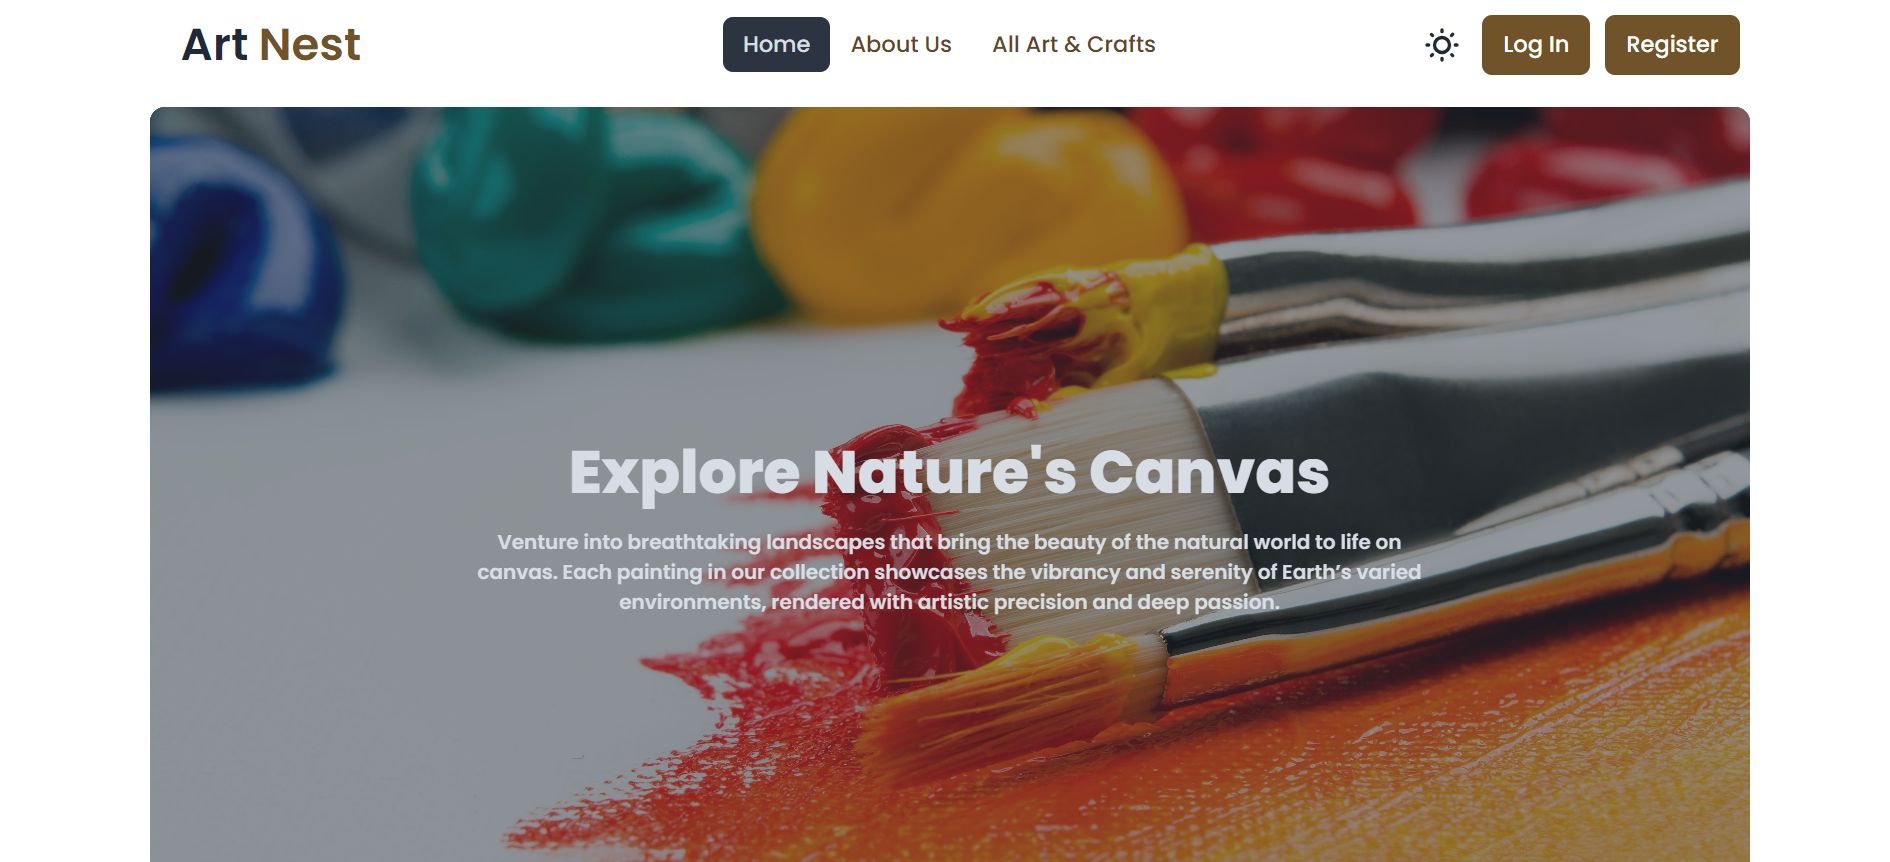 Art Nest
Home
About Us
All Art & Crafts
Log In
Register
Explore Nature's Canvas
Venture into breathtaking landscapes that bring the beauty of the natural world to life on
canvas. Each painting in our collection showcases the vibrancy and serenity of Earth’s varied
environments, rendered with artistic precision and deep passion.